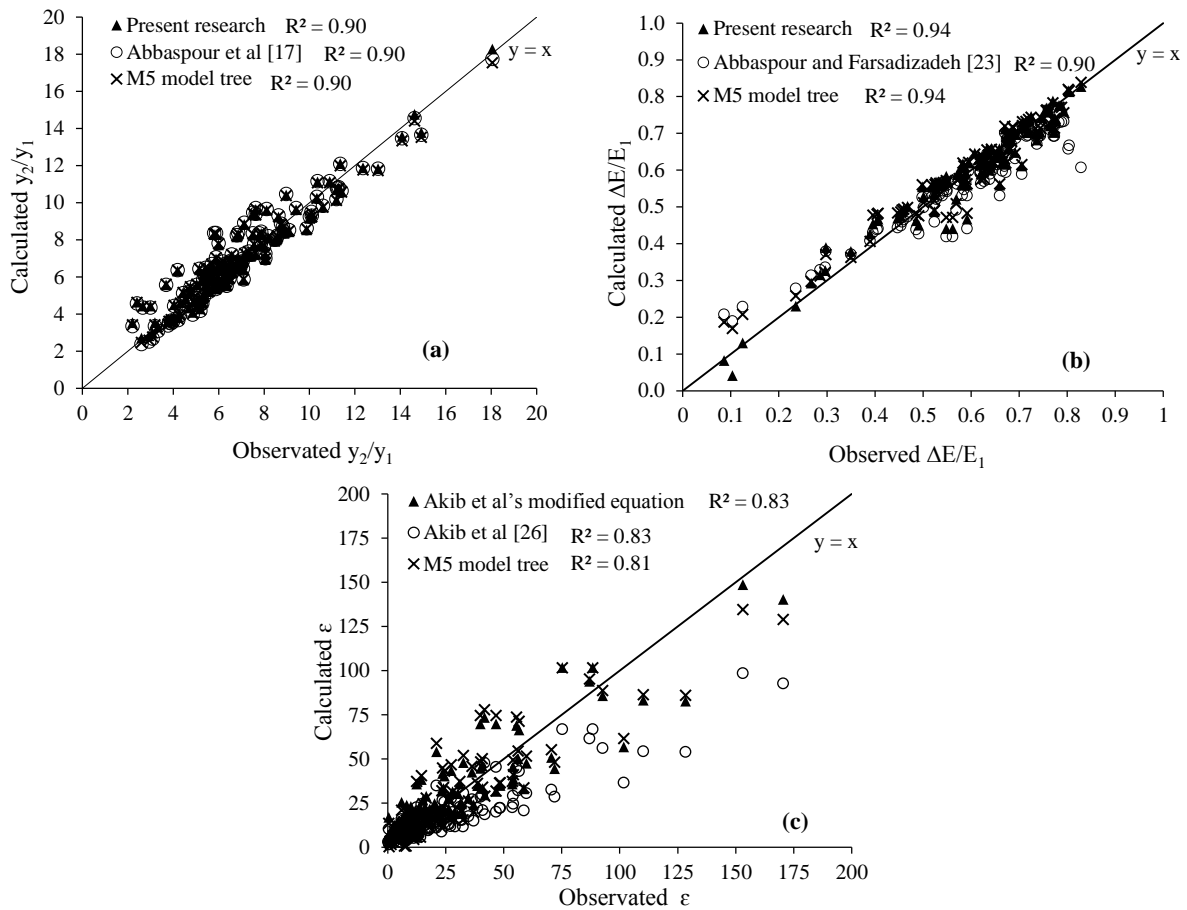 ▲ Present research R² = 0.90
○ Abbaspour et al [17] R² = 0.90
× M5 model tree R² = 0.90
y = x
20
18
16
14
12
10
8
6
4
2
0
Calculated y₂/y₁
(a)
0 2 4 6 8 10 12 14 16 18 20
Observated y₂/y₁
▲ Present research R² = 0.94
○ Abbaspour and Farsadizadeh [23] R² = 0.90
× M5 model tree R² = 0.94
y = x
1.0
0.9
0.8
0.7
0.6
0.5
0.4
0.3
0.2
0.1
0.0
Calculated ΔE/E₁
(b)
0 0.1 0.2 0.3 0.4 0.5 0.6 0.7 0.8 0.9 1
Observed ΔE/E₁
▲ Akib et al’s modified equation R² = 0.83
○ Akib et al [26] R² = 0.83
× M5 model tree R² = 0.81
y = x
200
175
150
125
100
75
50
25
0
Calculated ε
(c)
0 25 50 75 100 125 150 175 200
Observated ε